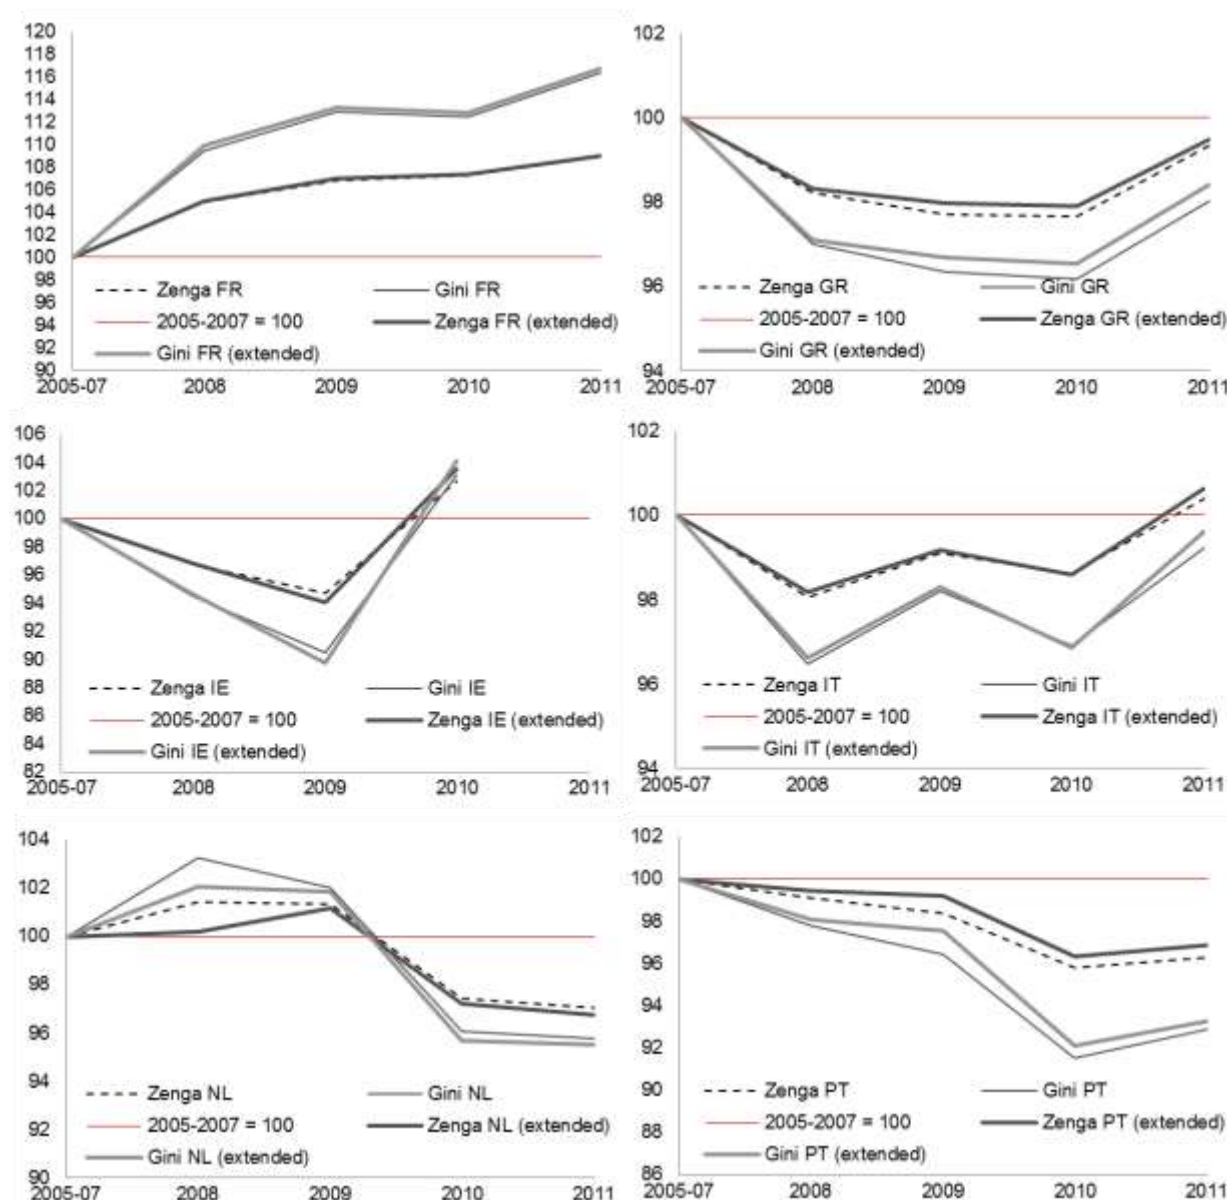 120
118
116
114
112
110
108
106
104
102
100
98
96
94
92
90
Zenga FR Gini FR
2005-2007 = 100 Zenga FR (extended)
Gini FR (extended)
2005-07 2008 2009 2010 2011
102
100
98
96
94
Zenga GR Gini GR
2005-2007 = 100 Zenga GR (extended)
Gini GR (extended)
2005-07 2008 2009 2010 2011
106
104
102
100
98
96
94
92
90
88
86
84
82
Zenga IE Gini IE
2005-2007 = 100 Zenga IE (extended)
Gini IE (extended)
2005-07 2008 2009 2010 2011
102
100
98
96
94
Zenga IT Gini IT
2005-2007 = 100 Zenga IT (extended)
Gini IT (extended)
2005-07 2008 2009 2010 2011
104
102
100
98
96
94
92
90
Zenga NL Gini NL
2005-2007 = 100 Zenga NL (extended)
Gini NL (extended)
2005-07 2008 2009 2010 2011
102
100
98
96
94
92
90
88
86
Zenga PT Gini PT
2005-2007 = 100 Zenga PT (extended)
Gini PT (extended)
2005-07 2008 2009 2010 2011